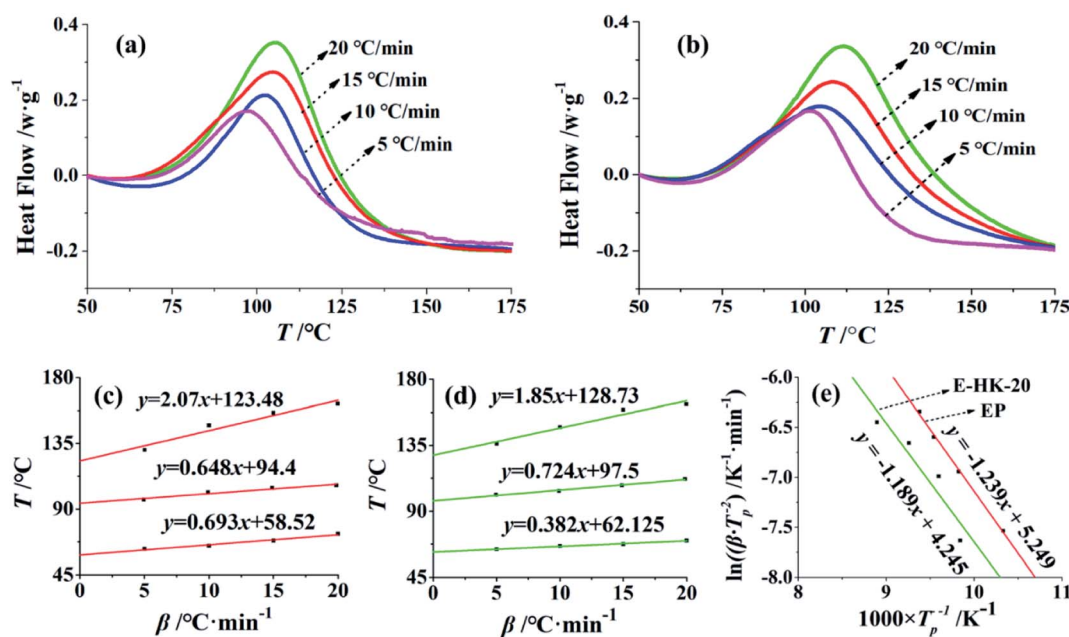 (a)
20 °C/min
15 °C/min
10 °C/min
5 °C/min
Heat Flow /w·g⁻¹
0.4
0.2
0.0
-0.2
50 75 100 125 150 175
T /°C
(b)
20 °C/min
15 °C/min
10 °C/min
5 °C/min
Heat Flow /w·g⁻¹
0.4
0.2
0.0
-0.2
50 75 100 125 150 175
T /°C
(c)
y=2.07x+123.48
y=0.648x+94.4
y=0.693x+58.52
T /°C
180
135
90
45
0 5 10 15 20
β /°C·min⁻¹
(d)
y=1.85x+128.73
y=0.724x+97.5
y=0.382x+62.125
T /°C
180
135
90
45
0 5 10 15 20
β /°C·min⁻¹
(e)
E-HK-20
EP
y = -1.239x + 5.249
y = -1.189x + 4.245
ln((β·Tₚ⁻²) /K⁻¹·min⁻¹)
-6.0
-6.5
-7.0
-7.5
-8.0
8 9 10 11
1000×Tₚ⁻¹ /K⁻¹